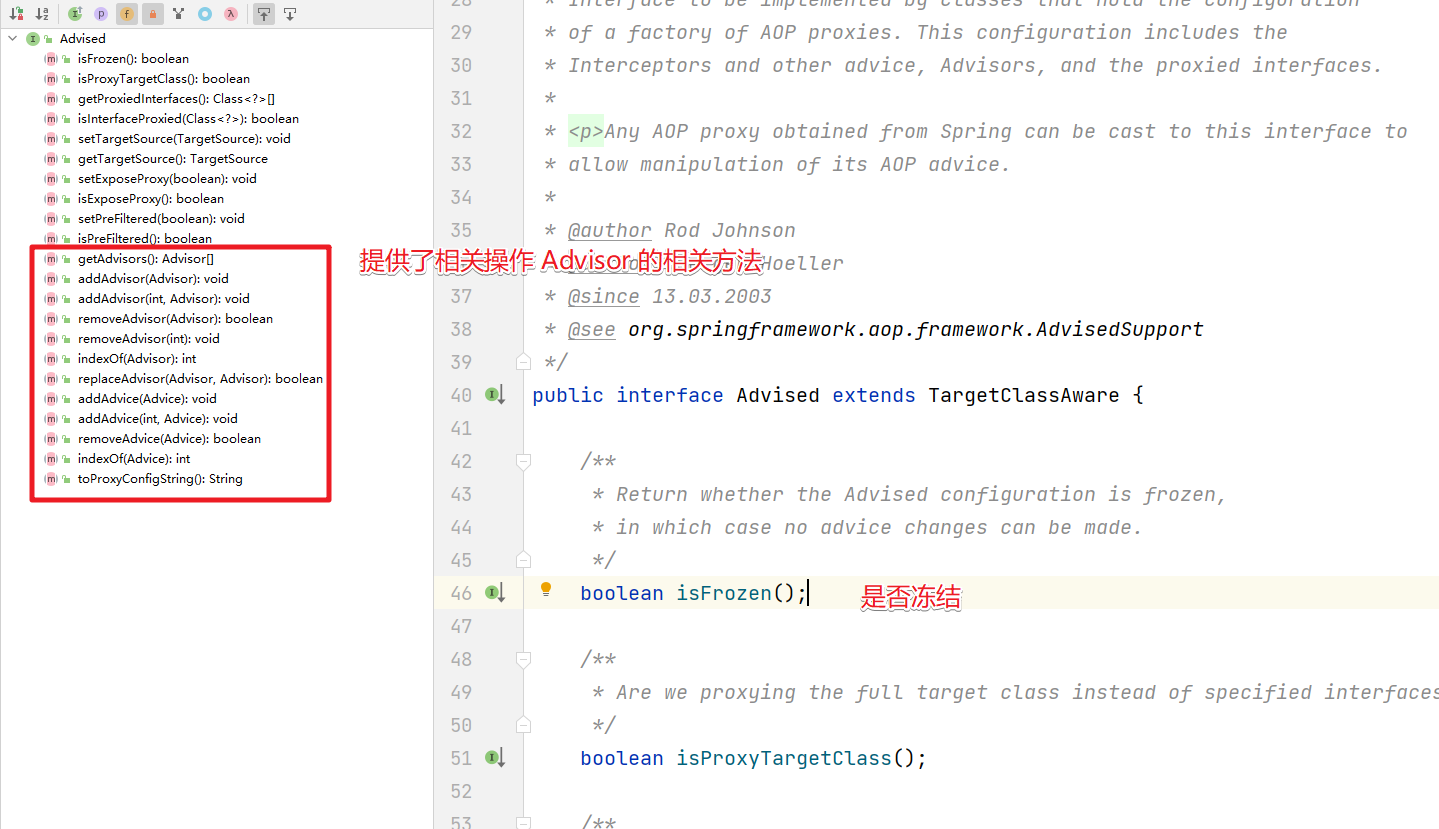 Advised
isFrozen(): boolean
isProxyTargetClass(): boolean
getProxiedInterfaces(): Class<?>[]
isInterfaceProxied(Class<?>): boolean
setTargetSource(TargetSource): void
getTargetSource(): TargetSource
setExposeProxy(boolean): void
isExposeProxy(): boolean
setPreFiltered(boolean): void
isPreFiltered(): boolean
getAdvisors(): Advisor[]
addAdvisor(Advisor): void
addAdvisor(int, Advisor): void
removeAdvisor(Advisor): boolean
removeAdvisor(int): void
indexOf(Advisor): int
replaceAdvisor(Advisor, Advisor): boolean
addAdvice(Advice): void
addAdvice(int, Advice): void
removeAdvice(Advice): boolean
indexOf(Advice): int
toProxyConfigString(): String
提供了相关操作 Advisor 的相关方法
28 * Interface to be implemented by classes that hold the configuration
29 * of a factory of AOP proxies. This configuration includes the
30 * Interceptors and other advice, Advisors, and the proxied interfaces.
31 *
32 * <p>Any AOP proxy obtained from Spring can be cast to this interface to
33 * allow manipulation of its AOP advice.
34 *
35 * @author Rod Johnson
Hoeller
37 * @since 13.03.2003
38 * @see org.springframework.aop.framework.AdvisedSupport
39 */
40 public interface Advised extends TargetClassAware {
41
42 /**
43 * Return whether the Advised configuration is frozen,
44 * in which case no advice changes can be made.
45 */
46 boolean isFrozen(); 是否冻结
47
48 /**
49 * Are we proxying the full target class instead of specified interfaces
50 */
51 boolean isProxyTargetClass();
52
53 /**